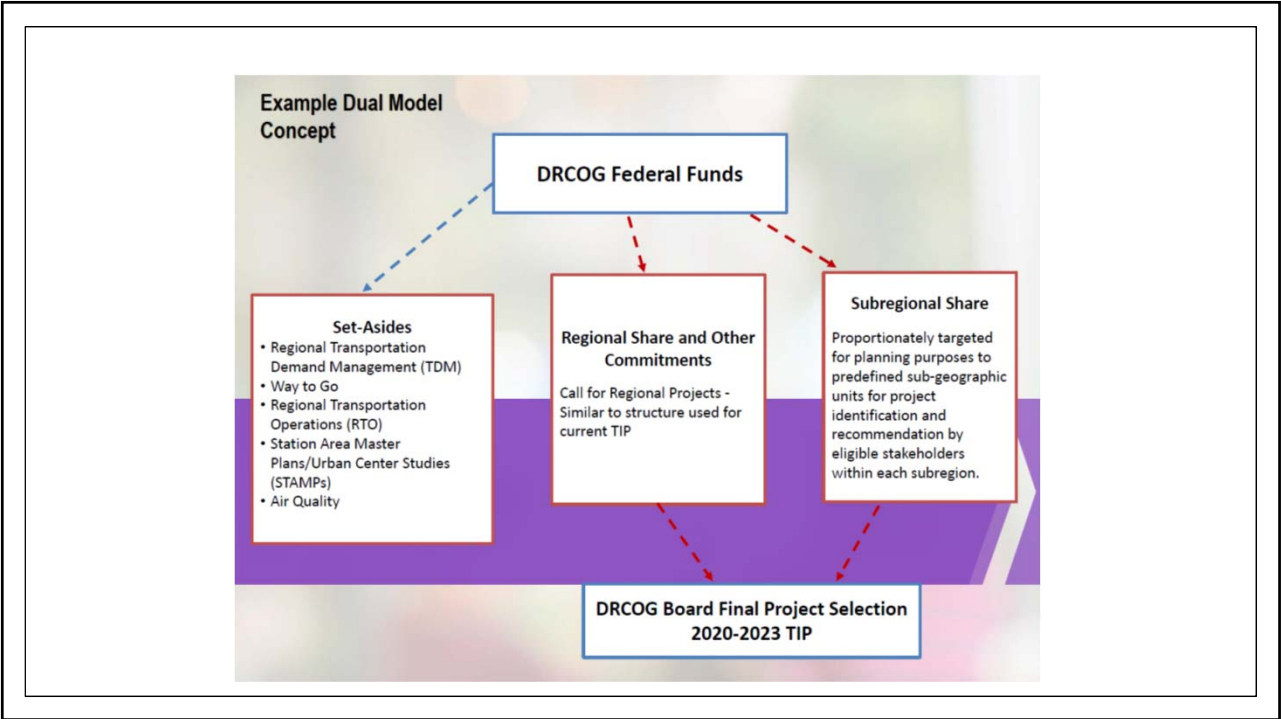 Example Dual Model
Concept
DRCOG Federal Funds
Set-Asides
• Regional Transportation
Demand Management (TDM)
• Way to Go
• Regional Transportation
Operations (RTO)
• Station Area Master
Plans/Urban Center Studies
(STAMPs)
• Air Quality
Regional Share and Other
Commitments
Call for Regional Projects -
Similar to structure used for
current TIP
Subregional Share
Proportionately targeted
for planning purposes to
predefined sub-geographic
units for project
identification and
recommendation by
eligible stakeholders
within each subregion.
DRCOG Board Final Project Selection
2020-2023 TIP